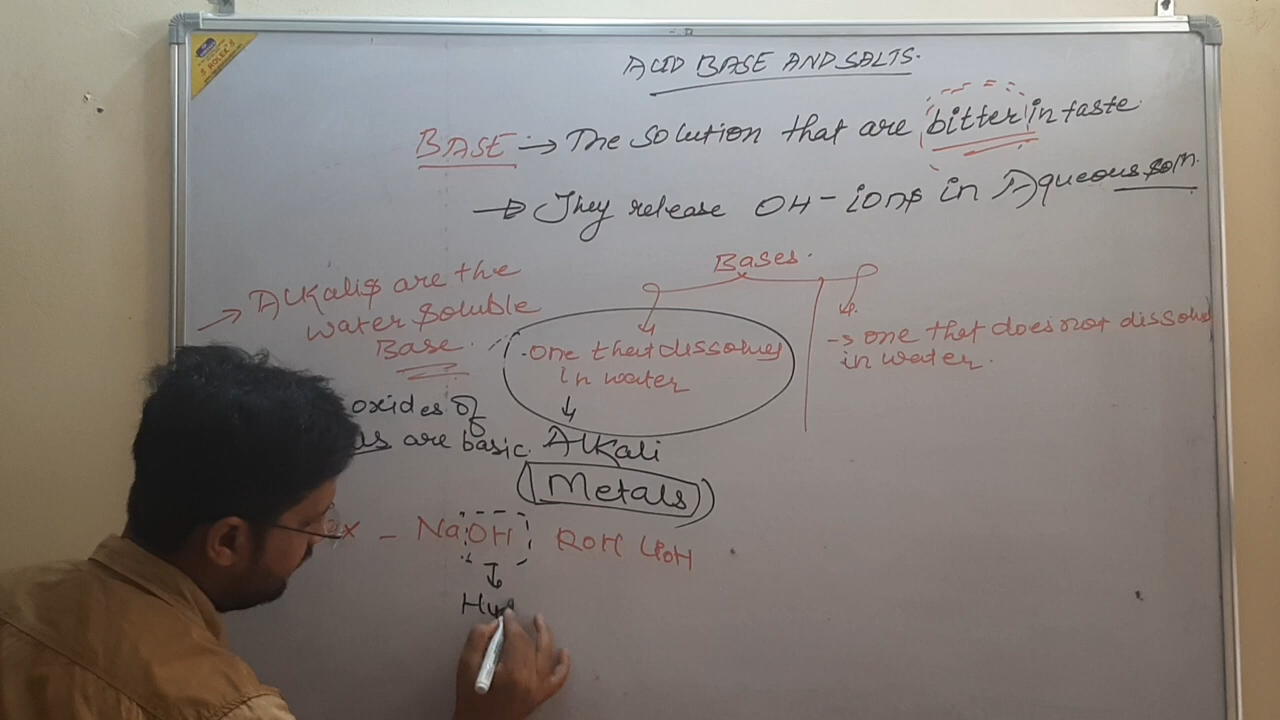 ACID BASE AND SALTS.
BASE → The solution that are bitter in taste
→ They release OH- ions in Aqueous soln.
Bases.
→ Alkalis are the
water soluble
Base.
.one that dissolves
in water
→ one that does not dissolve
in water.
oxides of
are basic.
Alkali
Metals
Ex - NaOH KOH LiOH
Hyd